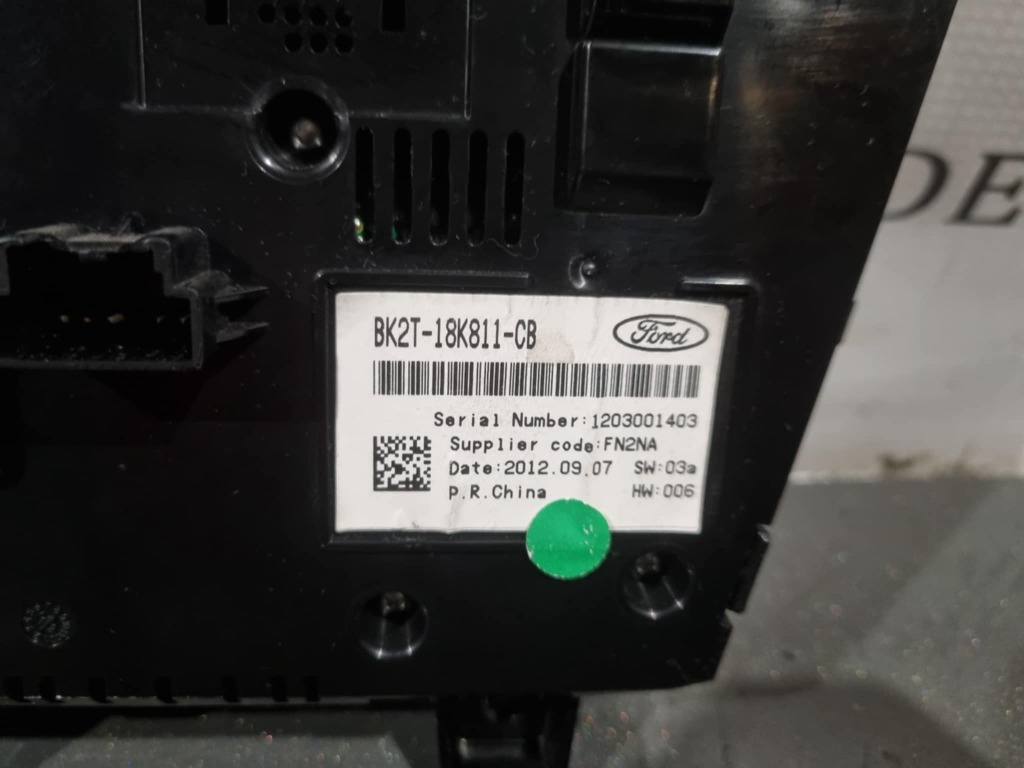 DE
BK2T-18K811-CB
Ford
Serial Number:1203001403
Supplier code:FN2NA
Date:2012.09.07 SW:03a
P.R.China HW:006